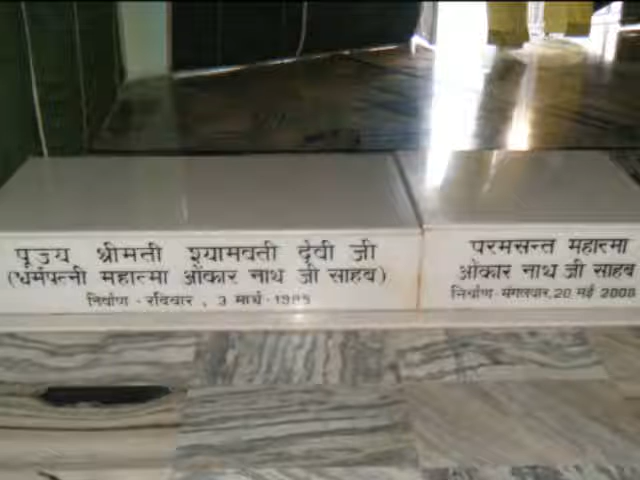 पूज्य श्रीमती श्यामवती देवी जी
(धर्मपत्नी महात्मा ओंकार नाथ जी साहब)
निर्वाण - रविवार , 3 मार्च - 1985
परमसन्त महात्मा
ओंकार नाथ जी साहब
निर्वाण - मंगलवार, 20 मई 2008